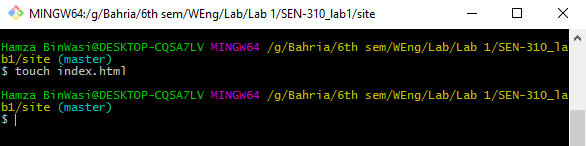 MINGW64:/g/Bahria/6th sem/WEng/Lab/Lab 1/SEN-310_lab1/site
Hamza BinWasi@DESKTOP-CQSA7LV MINGW64 /g/Bahria/6th sem/WEng/Lab/Lab 1/SEN-310_la
b1/site (master)
$ touch index.html
Hamza BinWasi@DESKTOP-CQSA7LV MINGW64 /g/Bahria/6th sem/WEng/Lab/Lab 1/SEN-310_la
b1/site (master)
$